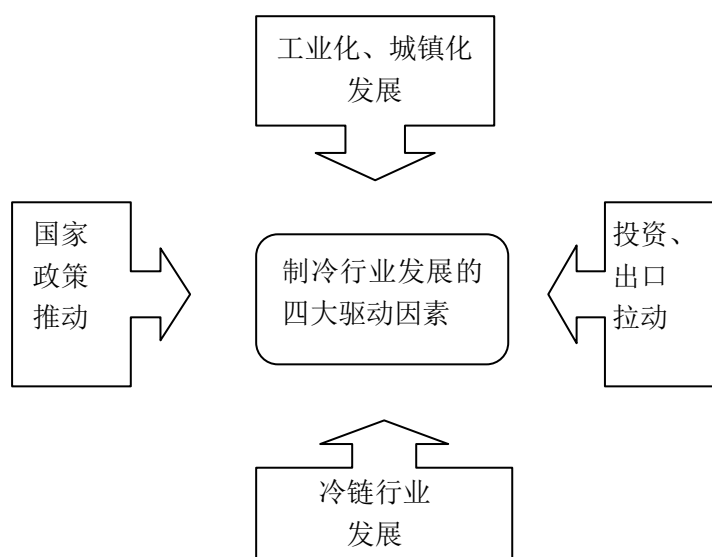 工业化、城镇化
发展
国家
政策
推动
制冷行业发展的
四大驱动因素
投资、
出口
拉动
冷链行业
发展